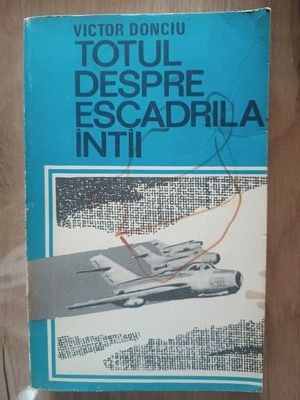 VICTOR DONCIU
TOTUL
DESPRE
ESCADRILA
ÎNTÎI